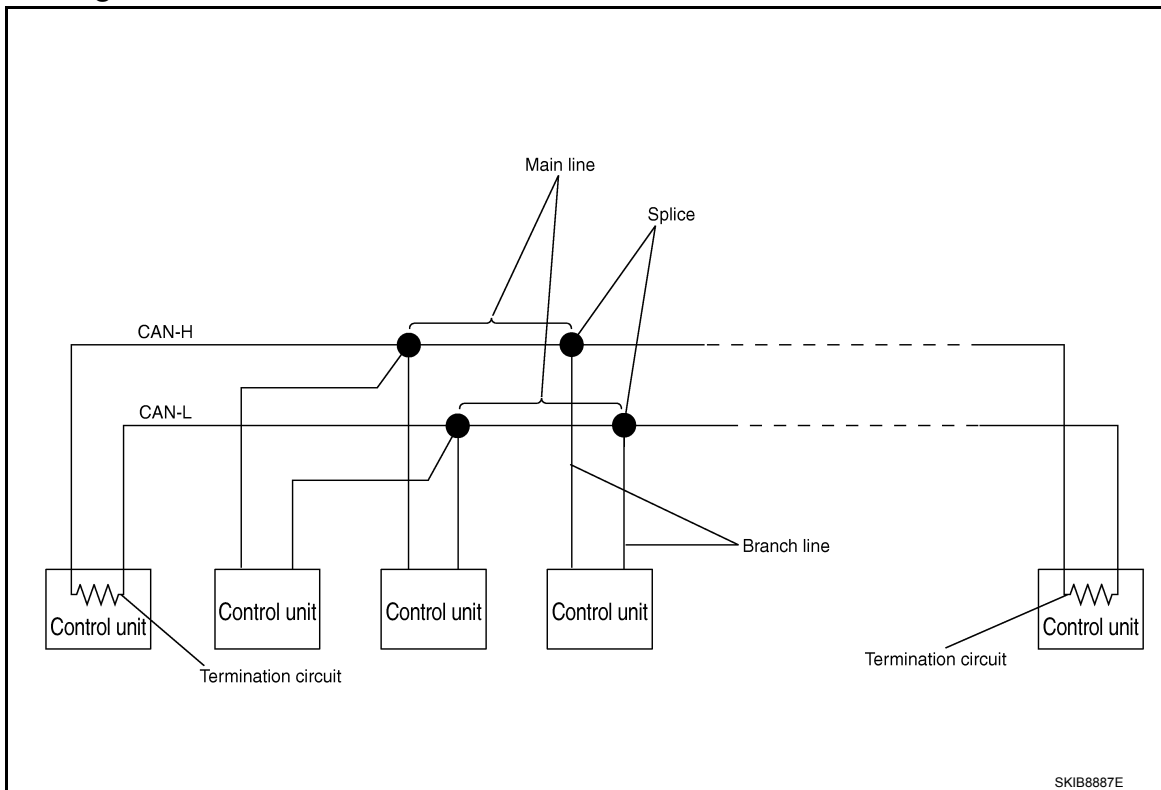 Main line
Splice
CAN-H
CAN-L
Branch line
Control unit
Control unit
Control unit
Control unit
Control unit
Termination circuit
Termination circuit
SKIB8887E